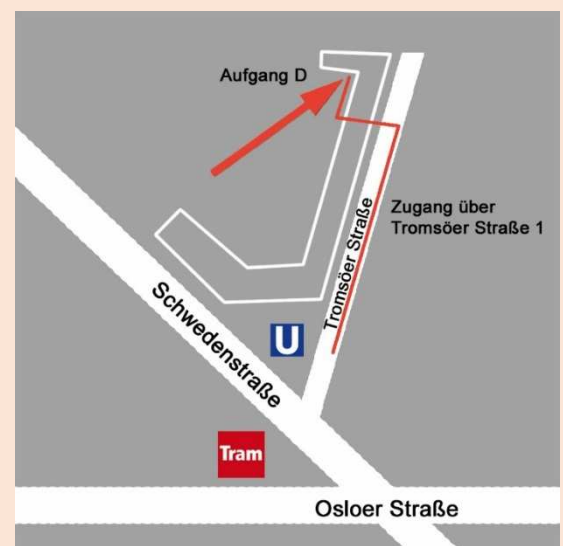 Aufgang D
Zugang über
Tromsöer Straße 1
Tromsöer Straße
Schwedenstraße
U
Tram
Osloer Straße